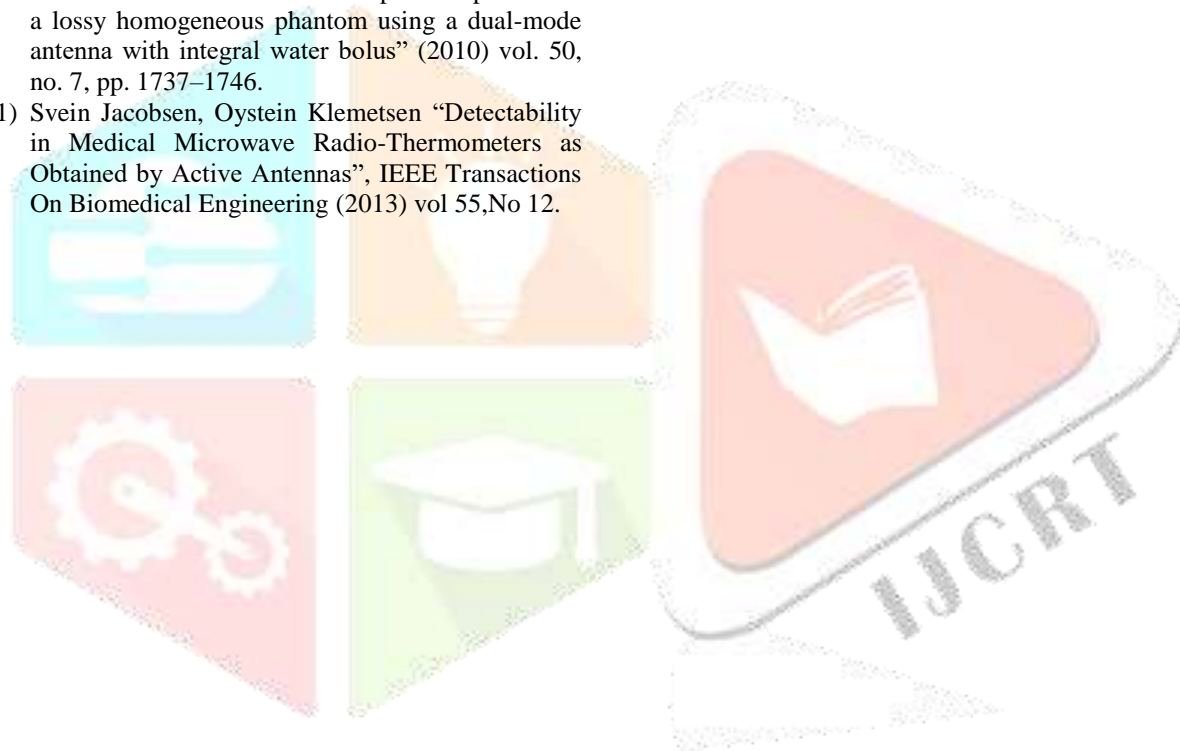 a lossy homogeneous phantom using a dual-mode
antenna with integral water bolus” (2010) vol. 50,
no. 7, pp. 1737–1746.
1) Svein Jacobsen, Oystein Klemetsen “Detectability
in Medical Microwave Radio-Thermometers as
Obtained by Active Antennas”, IEEE Transactions
On Biomedical Engineering (2013) vol 55,No 12.
IJCRT